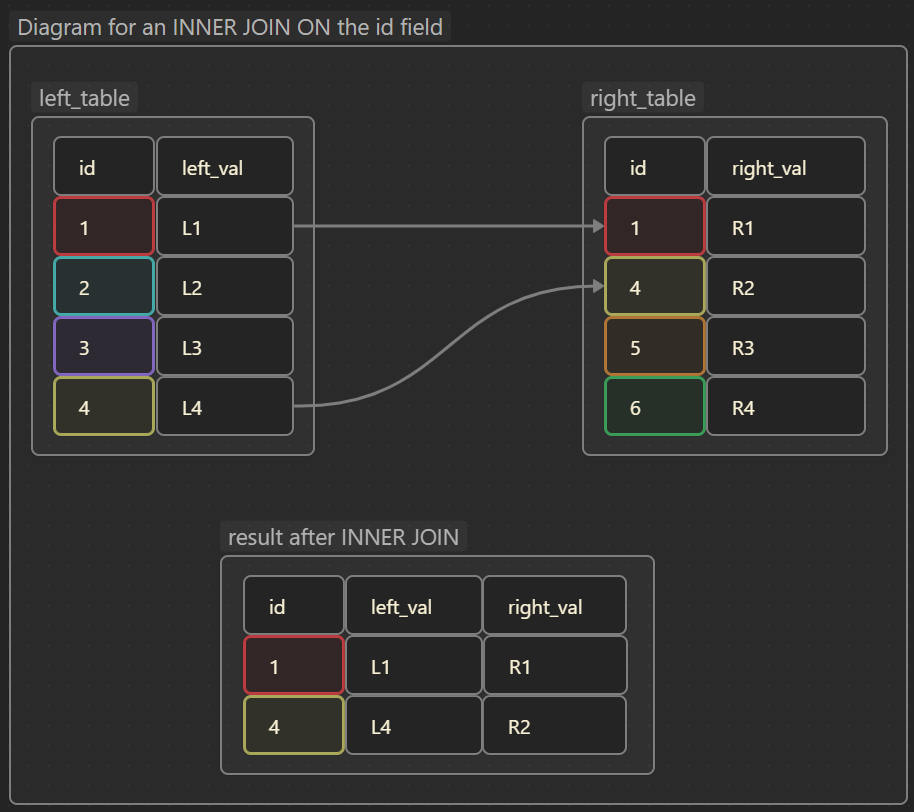 Diagram for an INNER JOIN ON the id field
left_table
id left_val
1 L1
2 L2
3 L3
4 L4
right_table
id right_val
1 R1
4 R2
5 R3
6 R4
result after INNER JOIN
id left_val right_val
1 L1 R1
4 L4 R2